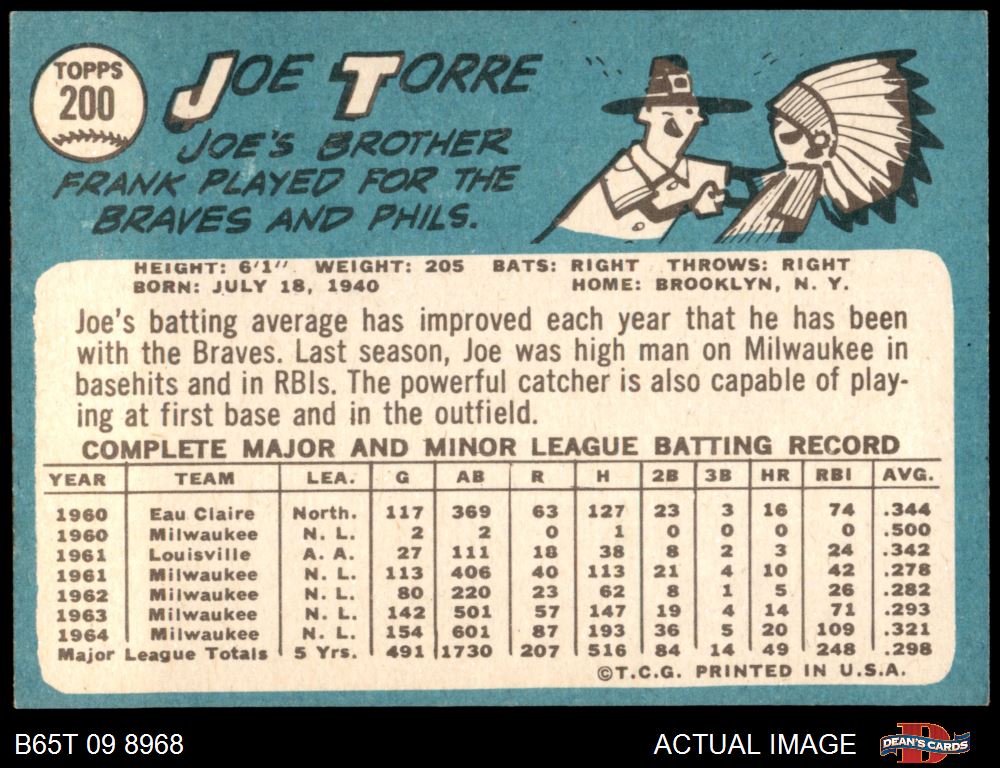 TOPPS
200
JOE TORRE
JOE'S BROTHER
FRANK PLAYED FOR THE
BRAVES AND PHILS.
HEIGHT: 6'1" WEIGHT: 205 BATS: RIGHT THROWS: RIGHT
BORN: JULY 18, 1940 HOME: BROOKLYN, N. Y.
Joe's batting average has improved each year that he has been
with the Braves. Last season, Joe was high man on Milwaukee in
basehits and in RBIs. The powerful catcher is also capable of play-
ing at first base and in the outfield.
COMPLETE MAJOR AND MINOR LEAGUE BATTING RECORD
YEAR TEAM LEA. G AB R H 2B 3B HR RBI AVG.
1960 Eau Claire North. 117 369 63 127 23 3 16 74 .344
1960 Milwaukee N. L. 2 2 0 1 0 0 0 0 .500
1961 Louisville A. A. 27 111 18 38 8 2 3 24 .342
1961 Milwaukee N. L. 113 406 40 113 21 4 10 42 .278
1962 Milwaukee N. L. 80 220 23 62 8 1 5 26 .282
1963 Milwaukee N. L. 142 501 57 147 19 4 14 71 .293
1964 Milwaukee N. L. 154 601 87 193 36 5 20 109 .321
Major League Totals 5 Yrs. 491 1730 207 516 84 14 49 248 .298
©T.C.G. PRINTED IN U.S.A.
B65T 09 8968 ACTUAL IMAGE DEAN'S CARDS